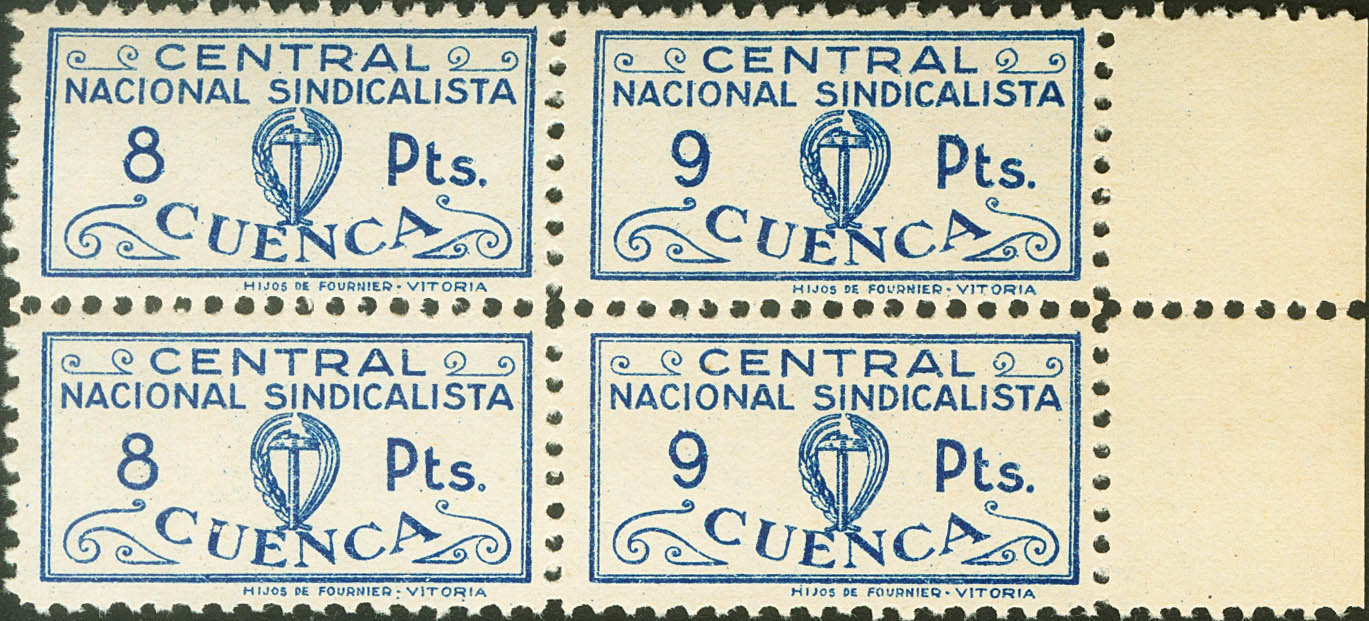 CENTRAL
NACIONAL SINDICALISTA
8 Pts.
CUENCA
HIJOS DE FOURNIER - VITORIA
CENTRAL
NACIONAL SINDICALISTA
9 Pts.
CUENCA
HIJOS DE FOURNIER - VITORIA
CENTRAL
NACIONAL SINDICALISTA
8 Pts.
CUENCA
HIJOS DE FOURNIER - VITORIA
CENTRAL
NACIONAL SINDICALISTA
9 Pts.
CUENCA
HIJOS DE FOURNIER - VITORIA